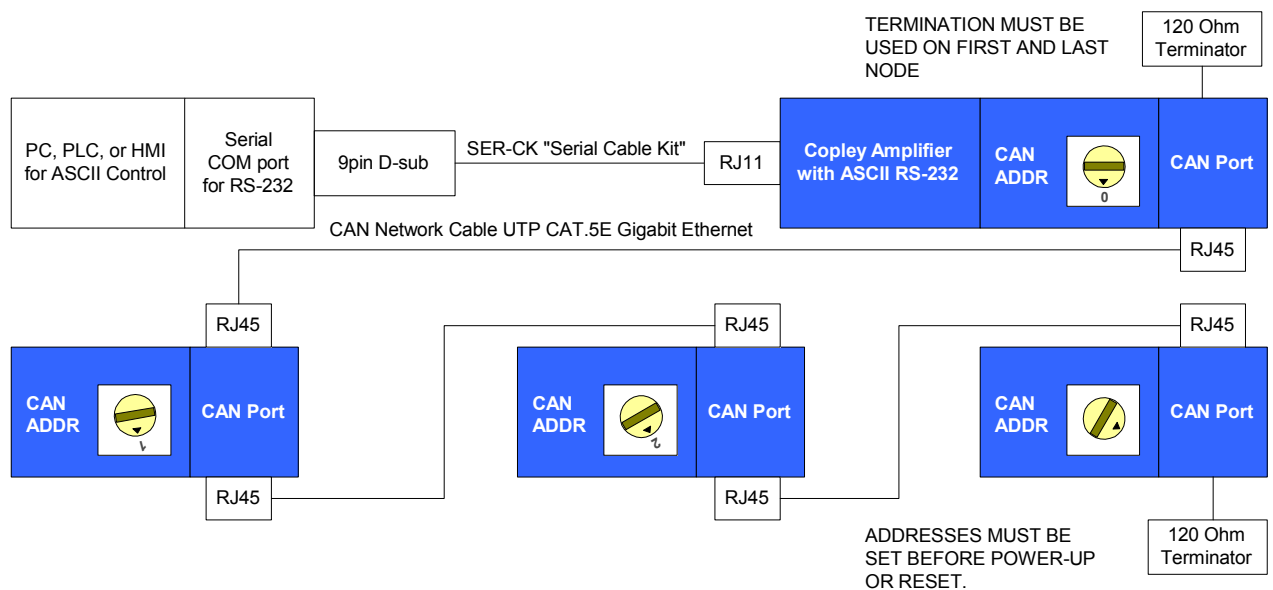 TERMINATION MUST BE
USED ON FIRST AND LAST
NODE
120 Ohm
Terminator
PC, PLC, or HMI
for ASCII Control
Serial
COM port
for RS-232
9pin D-sub
SER-CK "Serial Cable Kit"
RJ11
Copley Amplifier
with ASCII RS-232
CAN
ADDR
0
CAN Port
CAN Network Cable UTP CAT.5E Gigabit Ethernet
RJ45
RJ45
RJ45
RJ45
CAN
ADDR
1
CAN Port
CAN
ADDR
2
CAN Port
CAN
ADDR
CAN Port
RJ45
RJ45
ADDRESSES MUST BE
SET BEFORE POWER-UP
OR RESET.
120 Ohm
Terminator